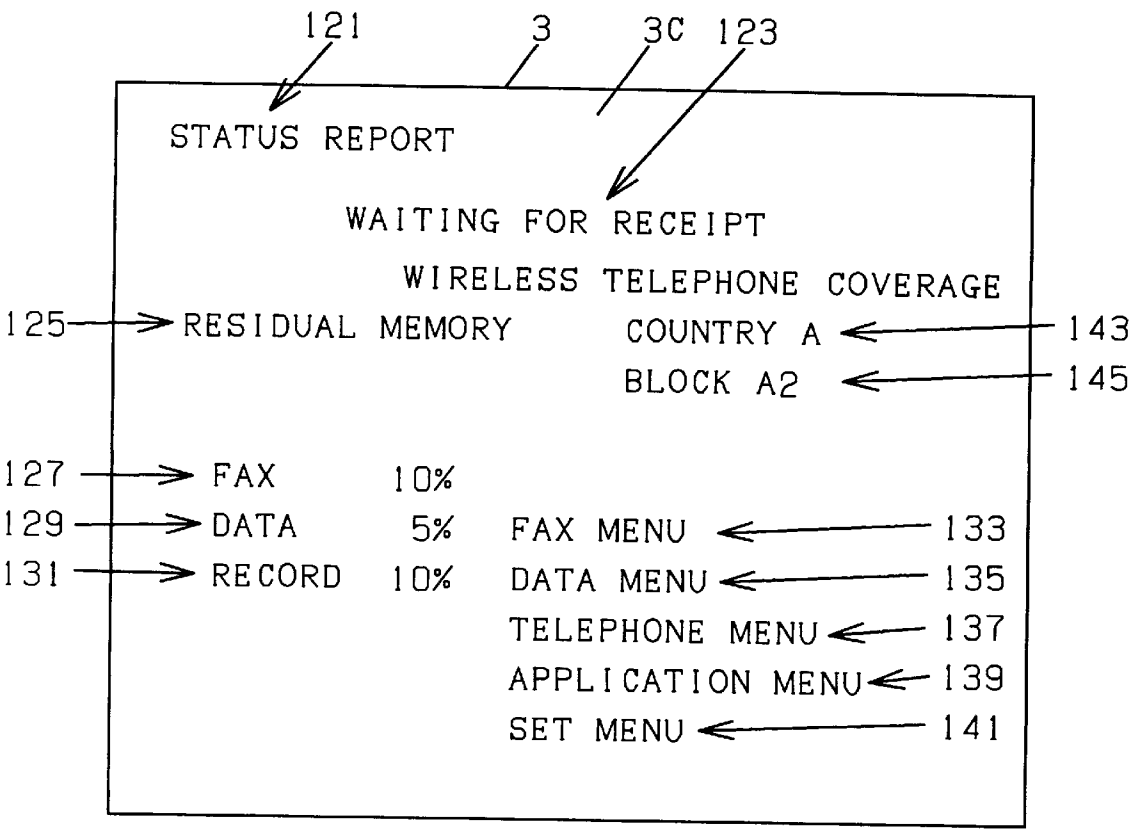 121 3 3C 123
STATUS REPORT
WAITING FOR RECEIPT
WIRELESS TELEPHONE COVERAGE
125 RESIDUAL MEMORY COUNTRY A 143
BLOCK A2 145
127 FAX 10%
129 DATA 5% FAX MENU 133
131 RECORD 10% DATA MENU 135
TELEPHONE MENU 137
APPLICATION MENU 139
SET MENU 141